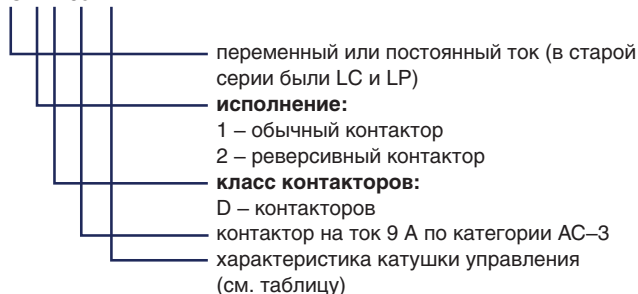 переменный или постоянный ток (в старой
серии были LC и LP)
исполнение:
1 – обычный контактор
2 – реверсивный контактор
класс контакторов:
D – контакторов
контактор на ток 9 А по категории АС–3
характеристика катушки управления
(см. таблицу)